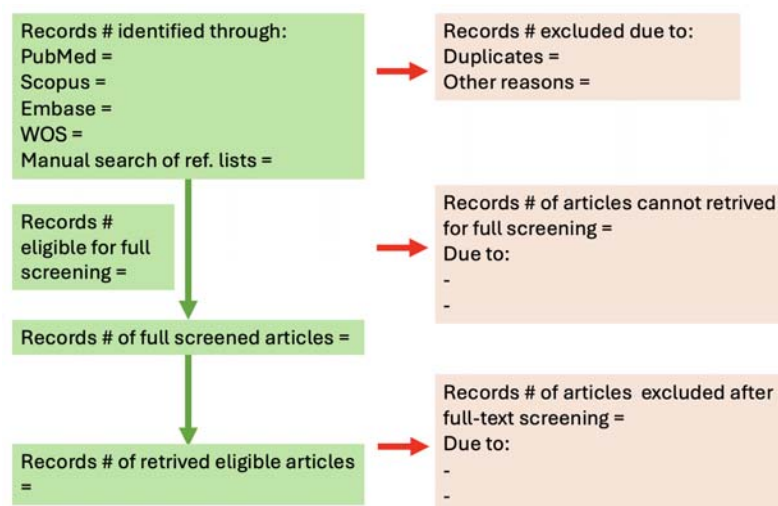 Records # identified through:
PubMed =
Scopus =
Embase =
WOS =
Manual search of ref. lists =
Records # excluded due to:
Duplicates =
Other reasons =
Records #
eligible for full
screening =
Records # of articles cannot retrived
for full screening =
Due to:
-
-
Records # of full screened articles =
Records # of articles excluded after
full-text screening =
Due to:
-
-
Records # of retrived eligible articles
=